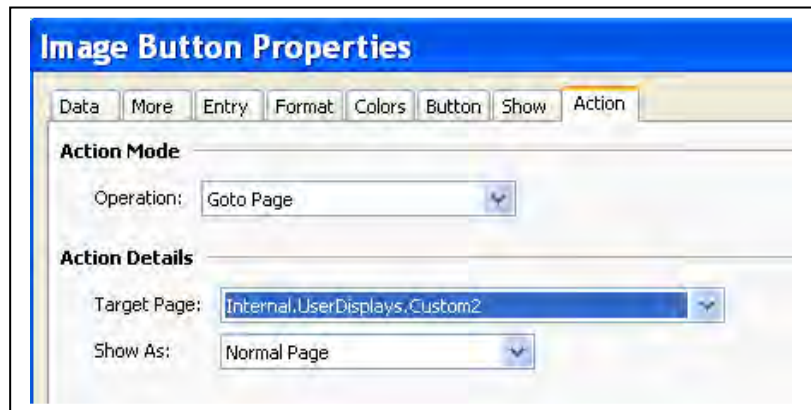 Image Button Properties
Data More Entry Format Colors Button Show Action
Action Mode
Operation: Goto Page
Action Details
Target Page: Internal.UserDisplays.Custom2
Show As: Normal Page